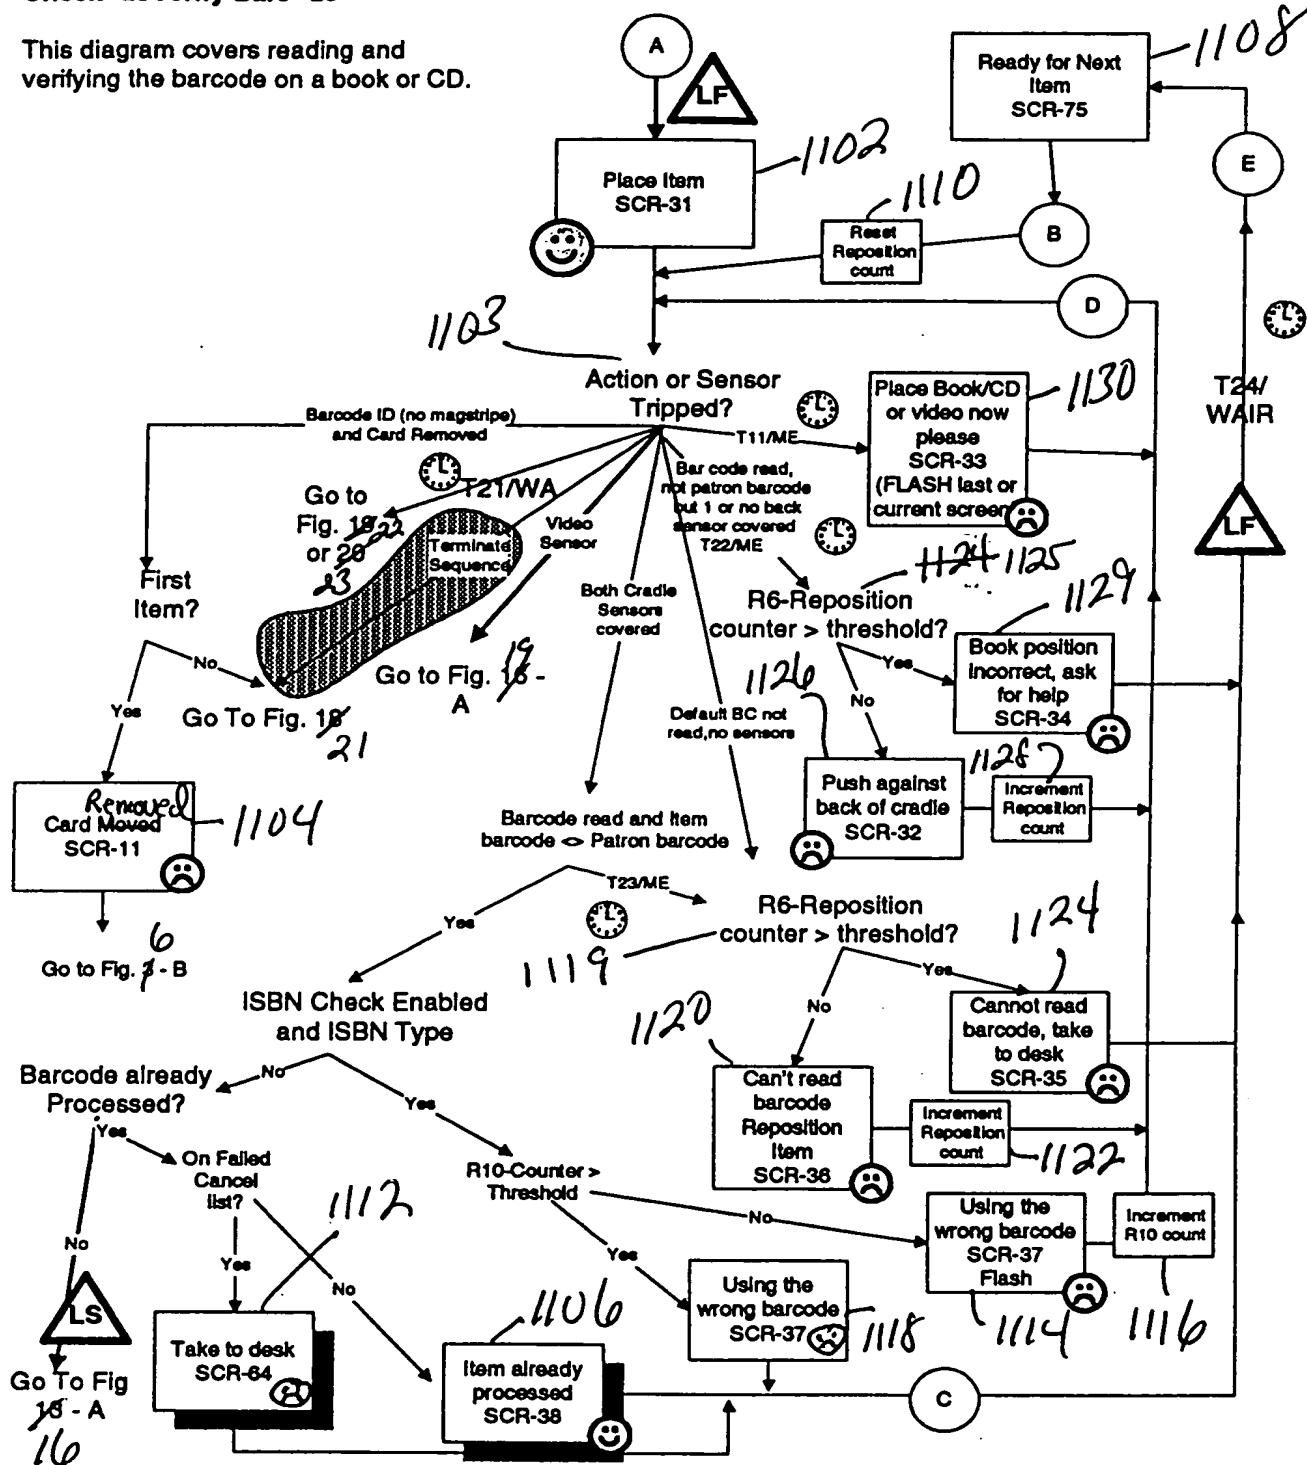 This diagram covers reading and
verifying the barcode on a book or CD.
A
LF
Place Item
SCR-31
1102
Ready for Next
Item
SCR-75
1108
E
1110
Reset
Reposition
count
B
D
1103
Action or Sensor
Tripped?
Barcode ID (no magstripe)
and Card Removed
T11/ME
Place Book/CD
or video now
please
SCR-33
(FLASH last or
current screen
1130
T24/
WAIR
LF
T21/WA
Go to
Fig. 19 22
or 20
23
Terminate
Sequence
Video
Sensor
Bar code read,
not patron barcode
but 1 or no back
sensor covered
T22/ME
Both Cradle
Sensors
covered
1124 1125
R6-Reposition
counter > threshold?
1129
Book position
incorrect, ask
for help
SCR-34
Yes
No
First
Item?
No
Yes
Go To Fig. 18
21
Go to Fig. 16 -
19
A
1126
Default BC not
read, no sensors
Push against
back of cradle
SCR-32
1128
Increment
Reposition
count
Removed
Card Moved
SCR-11
1104
6
Go to Fig. 3 - B
Barcode read and Item
barcode <> Patron barcode
T23/ME
Yes
R6-Reposition
counter > threshold?
1119
1124
Yes
No
Cannot read
barcode, take
to desk
SCR-35
ISBN Check Enabled
and ISBN Type
No
Yes
1120
Can't read
barcode
Reposition
Item
SCR-36
Increment
Reposition
count
1122
Barcode already
Processed?
Yes
No
On Failed
Cancel
list?
Yes
No
R10-Counter >
Threshold
No
Yes
Using the
wrong barcode
SCR-37
Flash
1114
Increment
R10 count
1116
1112
Take to desk
SCR-64
1106
Item already
processed
SCR-38
Using the
wrong barcode
SCR-37
1118
C
LS
Go To Fig
13 - A
16